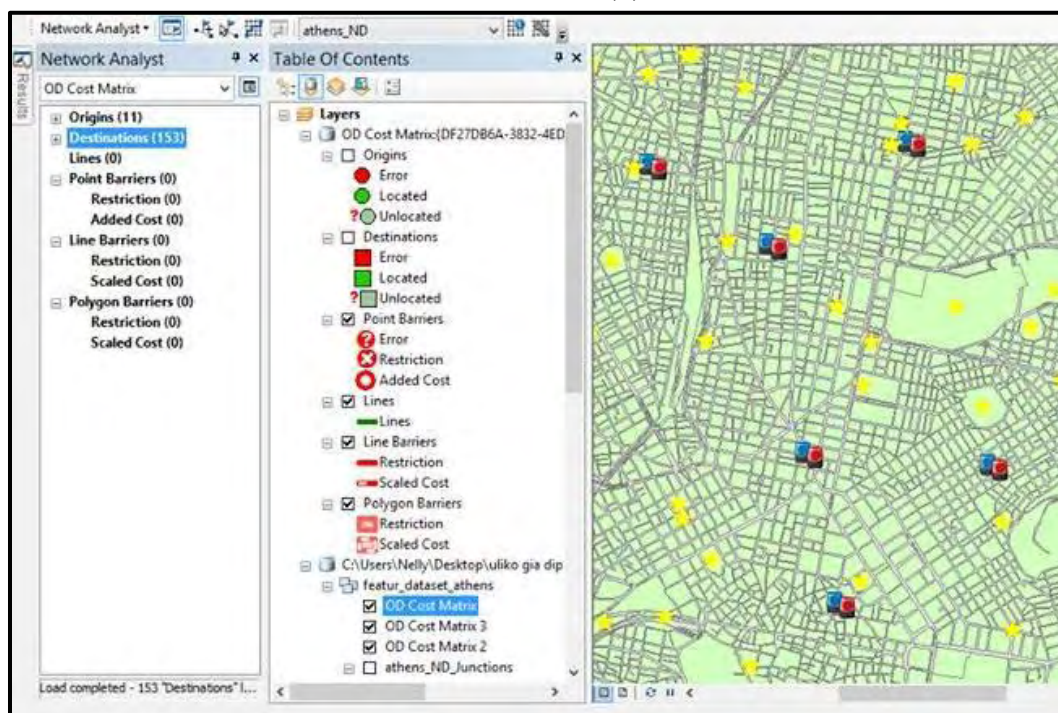 Network Analyst
athens_ND
Results
Network Analyst
OD Cost Matrix
Origins (11)
Destinations (153)
Lines (0)
Point Barriers (0)
Restriction (0)
Added Cost (0)
Line Barriers (0)
Restriction (0)
Scaled Cost (0)
Polygon Barriers (0)
Restriction (0)
Scaled Cost (0)
Load completed - 153 "Destinations" l...
Table Of Contents
Layers
OD Cost Matrix:{DF27DB6A-3832-4ED
Origins
Error
Located
? Unlocated
Destinations
Error
Located
? Unlocated
Point Barriers
? Error
Restriction
Added Cost
Lines
Lines
Line Barriers
Restriction
Scaled Cost
Polygon Barriers
Restriction
Scaled Cost
C:\Users\Nelly\Desktop\uliko gia dip
featur_dataset_athens
OD Cost Matrix
OD Cost Matrix 3
OD Cost Matrix 2
athens_ND_Junctions